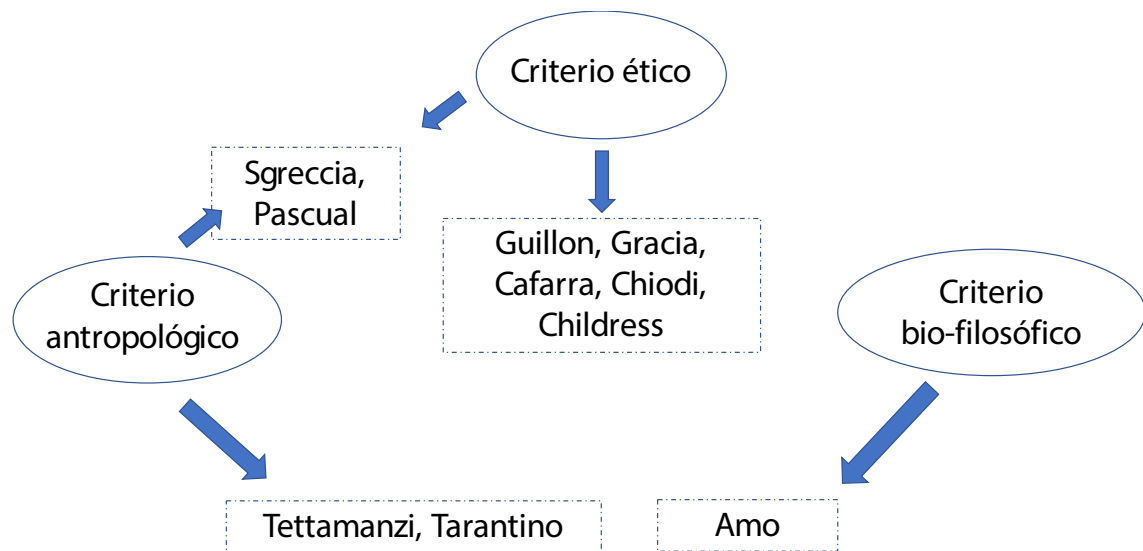 Criterio ético
Sgreccia,
Pascual
Guillon, Gracia,
Cafarra, Chiodi,
Childress
Criterio
antropológico
Criterio
bio-filosófico
Tettamanzi, Tarantino
Amo